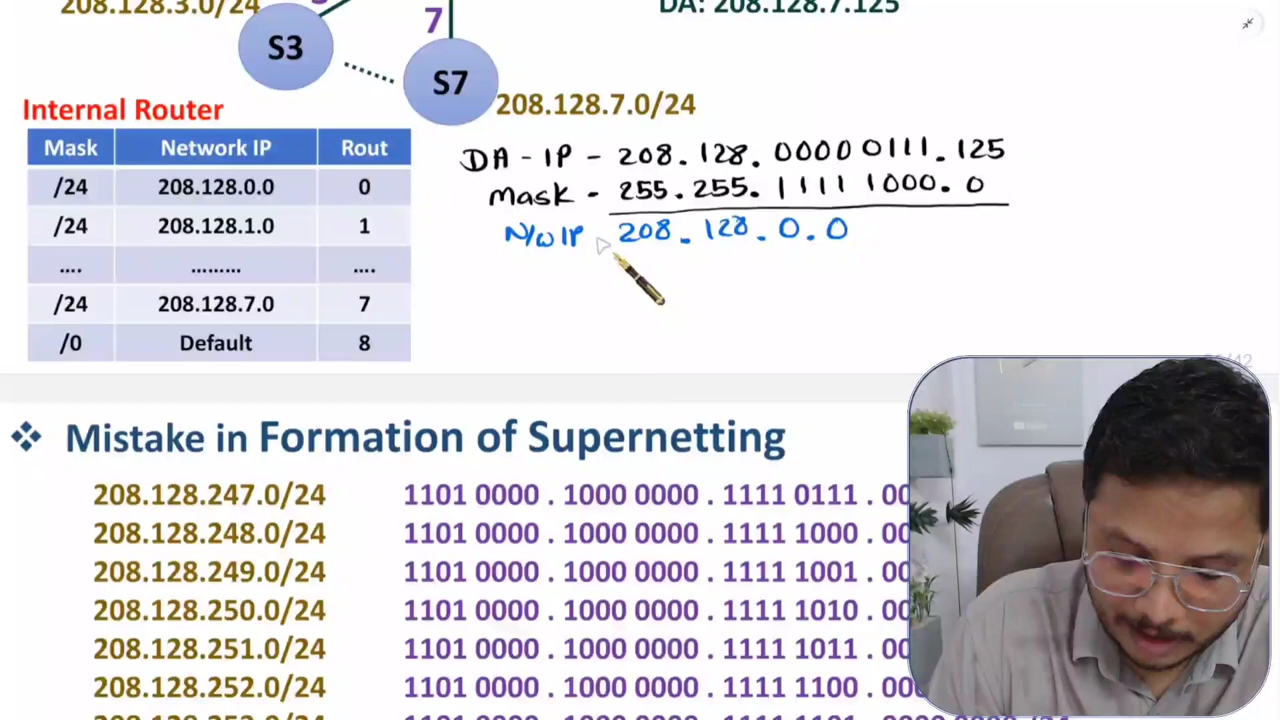 208.128.3.0/24
DA: 208.128.7.125
7
S3
S7
208.128.7.0/24
Internal Router
Mask Network IP Rout
/24 208.128.0.0 0
/24 208.128.1.0 1
.... ......... ....
/24 208.128.7.0 7
/0 Default 8
DA - IP - 208.128.00000111.125
Mask - 255.255.11111000.0
N/w IP 208.128.0.0
❖ Mistake in Formation of Supernetting
208.128.247.0/24 1101 0000 . 1000 0000 . 1111 0111 . 00
208.128.248.0/24 1101 0000 . 1000 0000 . 1111 1000 . 00
208.128.249.0/24 1101 0000 . 1000 0000 . 1111 1001 . 00
208.128.250.0/24 1101 0000 . 1000 0000 . 1111 1010 . 00
208.128.251.0/24 1101 0000 . 1000 0000 . 1111 1011 . 00
208.128.252.0/24 1101 0000 . 1000 0000 . 1111 1100 . 000